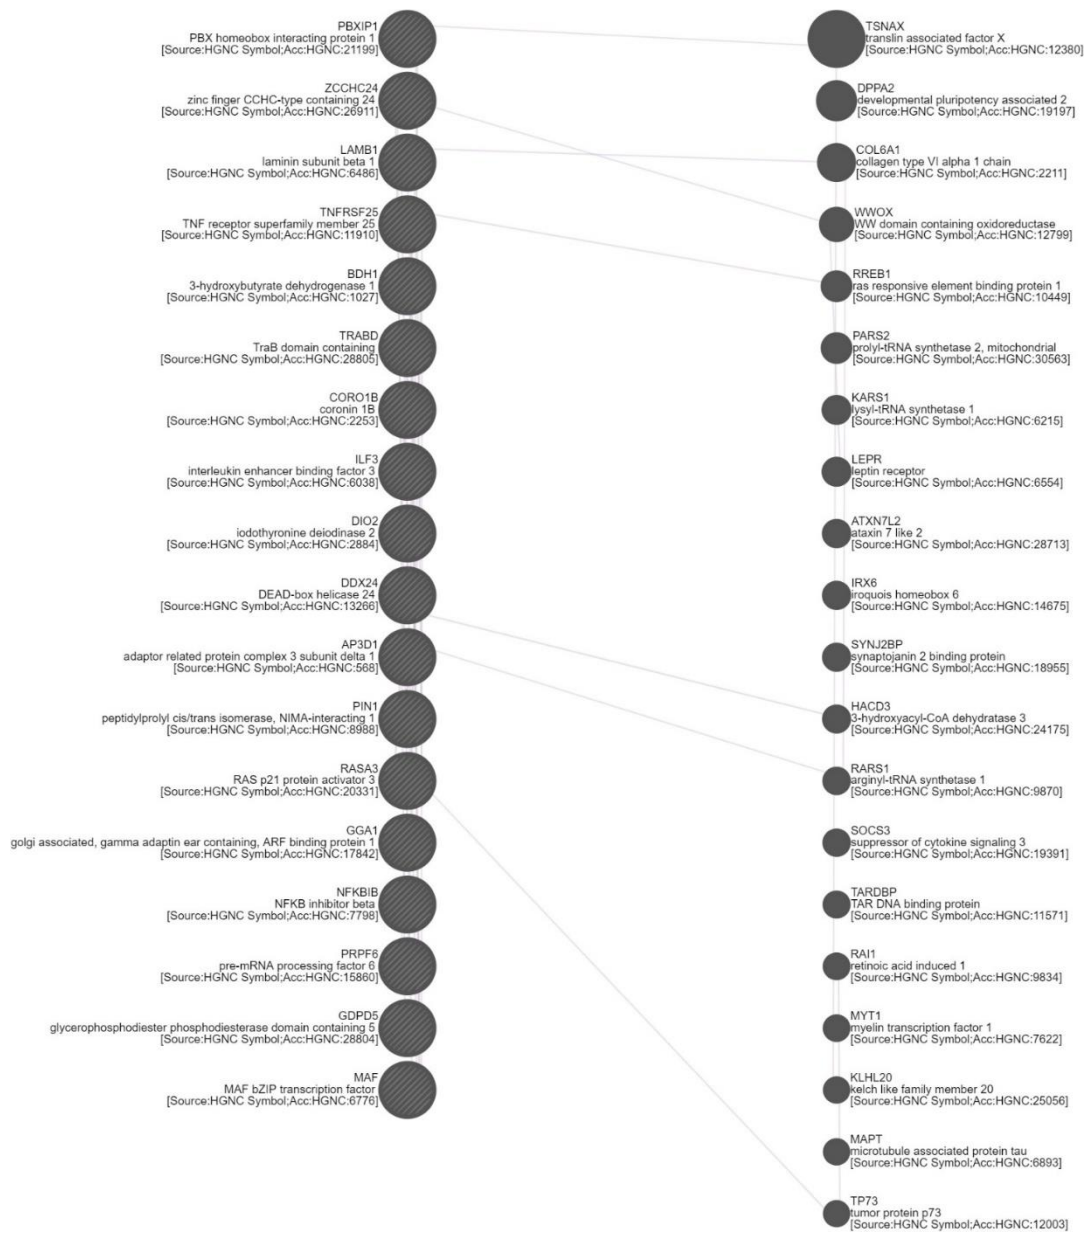 PBXIP1
PBX homeobox interacting protein 1
[Source:HGNC Symbol;Acc:HGNC:21199]
ZCCHC24
zinc finger CCHC-type containing 24
[Source:HGNC Symbol;Acc:HGNC:26911]
LAMB1
laminin subunit beta 1
[Source:HGNC Symbol;Acc:HGNC:6486]
TNFRSF25
TNF receptor superfamily member 25
[Source:HGNC Symbol;Acc:HGNC:11910]
BDH1
3-hydroxybutyrate dehydrogenase 1
[Source:HGNC Symbol;Acc:HGNC:1027]
TRABD
TraB domain containing
[Source:HGNC Symbol;Acc:HGNC:28805]
CORO1B
coronin 1B
[Source:HGNC Symbol;Acc:HGNC:2253]
ILF3
interleukin enhancer binding factor 3
[Source:HGNC Symbol;Acc:HGNC:6038]
DIO2
iodothyronine deiodinase 2
[Source:HGNC Symbol;Acc:HGNC:2884]
DDX24
DEAD-box helicase 24
[Source:HGNC Symbol;Acc:HGNC:13266]
AP3D1
adaptor related protein complex 3 subunit delta 1
[Source:HGNC Symbol;Acc:HGNC:568]
PIN1
peptidylprolyl cis/trans isomerase, NIMA-interacting 1
[Source:HGNC Symbol;Acc:HGNC:8988]
RASA3
RAS p21 protein activator 3
[Source:HGNC Symbol;Acc:HGNC:20331]
GGA1
golgi associated, gamma adaptin ear containing, ARF binding protein 1
[Source:HGNC Symbol;Acc:HGNC:17842]
NFKBIB
NFKB inhibitor beta
[Source:HGNC Symbol;Acc:HGNC:7798]
PRPF6
pre-mRNA processing factor 6
[Source:HGNC Symbol;Acc:HGNC:15860]
GDPD5
glycerophosphodiester phosphodiesterase domain containing 5
[Source:HGNC Symbol;Acc:HGNC:28804]
MAF
MAF bZIP transcription factor
[Source:HGNC Symbol;Acc:HGNC:6776]
TSNAX
translin associated factor X
[Source:HGNC Symbol;Acc:HGNC:12380]
DPPA2
developmental pluripotency associated 2
[Source:HGNC Symbol;Acc:HGNC:19197]
COL6A1
collagen type VI alpha 1 chain
[Source:HGNC Symbol;Acc:HGNC:2211]
WWOX
WW domain containing oxidoreductase
[Source:HGNC Symbol;Acc:HGNC:12799]
RREB1
ras responsive element binding protein 1
[Source:HGNC Symbol;Acc:HGNC:10449]
PARS2
prolyl-tRNA synthetase 2, mitochondrial
[Source:HGNC Symbol;Acc:HGNC:30563]
KARS1
lysyl-tRNA synthetase 1
[Source:HGNC Symbol;Acc:HGNC:6215]
LEPR
leptin receptor
[Source:HGNC Symbol;Acc:HGNC:6554]
ATXN7L2
ataxin 7 like 2
[Source:HGNC Symbol;Acc:HGNC:28713]
IRX6
iroquois homeobox 6
[Source:HGNC Symbol;Acc:HGNC:14675]
SYNJ2BP
synaptojanin 2 binding protein
[Source:HGNC Symbol;Acc:HGNC:18955]
HACD3
3-hydroxyacyl-CoA dehydratase 3
[Source:HGNC Symbol;Acc:HGNC:24175]
RARS1
arginyl-tRNA synthetase 1
[Source:HGNC Symbol;Acc:HGNC:9870]
SOCS3
suppressor of cytokine signaling 3
[Source:HGNC Symbol;Acc:HGNC:19391]
TARDBP
TAR DNA binding protein
[Source:HGNC Symbol;Acc:HGNC:11571]
RAI1
retinoic acid induced 1
[Source:HGNC Symbol;Acc:HGNC:9834]
MYT1
myelin transcription factor 1
[Source:HGNC Symbol;Acc:HGNC:7622]
KLHL20
kelch like family member 20
[Source:HGNC Symbol;Acc:HGNC:25056]
MAPT
microtubule associated protein tau
[Source:HGNC Symbol;Acc:HGNC:6893]
TP73
tumor protein p73
[Source:HGNC Symbol;Acc:HGNC:12003]